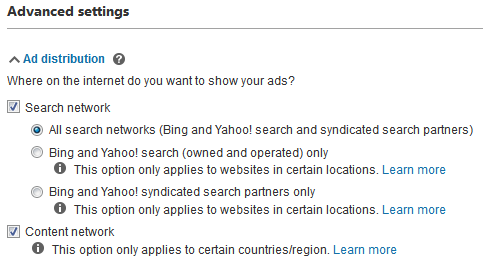 Advanced settings
Ad distribution ?
Where on the internet do you want to show your ads?
Search network
All search networks (Bing and Yahoo! search and syndicated search partners)
Bing and Yahoo! search (owned and operated) only
This option only applies to websites in certain locations. Learn more
Bing and Yahoo! syndicated search partners only
This option only applies to websites in certain locations. Learn more
Content network
This option only applies to certain countries/region. Learn more